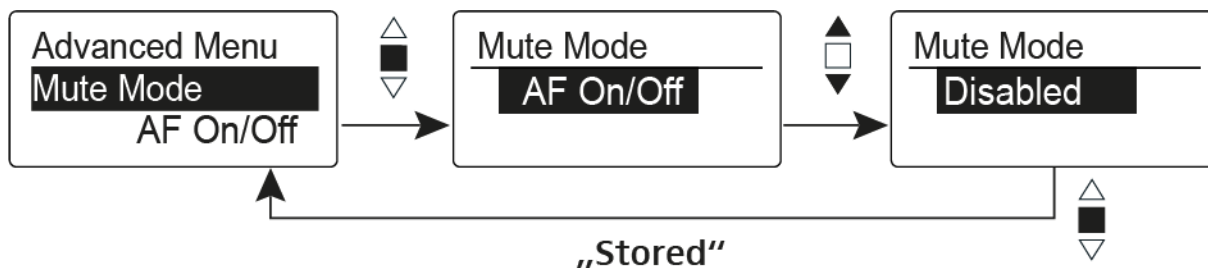 Advanced Menu
Mute Mode
AF On/Off
Mute Mode
AF On/Off
Mute Mode
Disabled
„Stored“